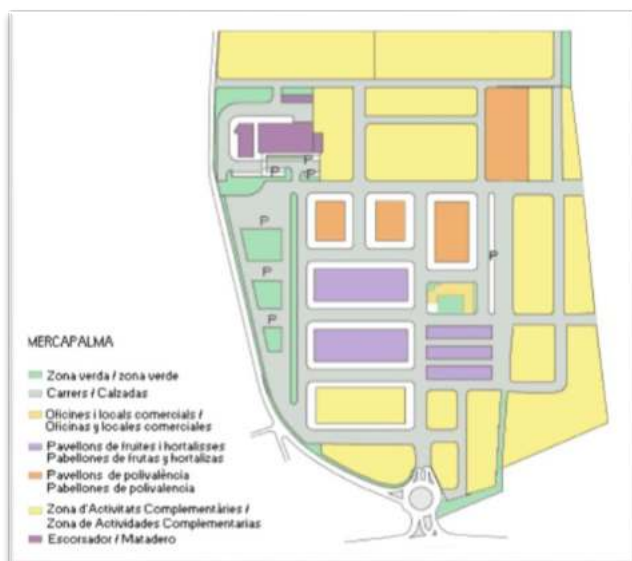 P
P
P
P
P
P
P
MERCAPALMA
Zona verda / zona verde
Carrers / Calzadas
Oficines i locals comercials /
Oficinas y locales comerciales
Pavellons de fruites i hortalisses
Pabellones de frutas y hortalizas
Pavellons de polivalència
Pabellones de polivalencia
Zona d'Activitats Complementàries /
Zona de Actividades Complementarias
Escorxador / Matadero